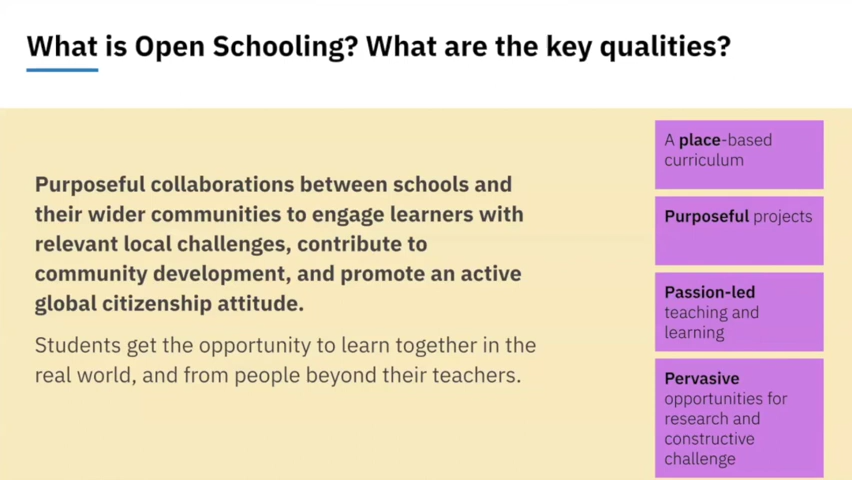 What is Open Schooling? What are the key qualities?
Purposeful collaborations between schools and
their wider communities to engage learners with
relevant local challenges, contribute to
community development, and promote an active
global citizenship attitude.
Students get the opportunity to learn together in the
real world, and from people beyond their teachers.
A place-based
curriculum
Purposeful projects
Passion-led
teaching and
learning
Pervasive
opportunities for
research and
constructive
challenge